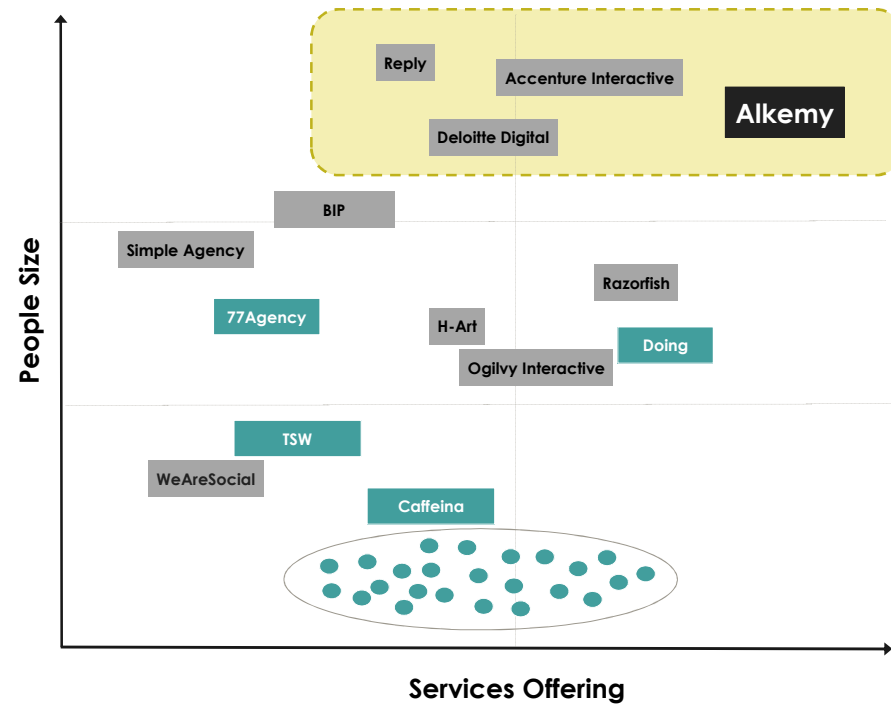 Reply
Accenture Interactive
Alkemy
Deloitte Digital
BIP
Simple Agency
Razorfish
77Agency
H-Art
Doing
Ogilvy Interactive
TSW
WeAreSocial
Caffeina
People Size
Services Offering